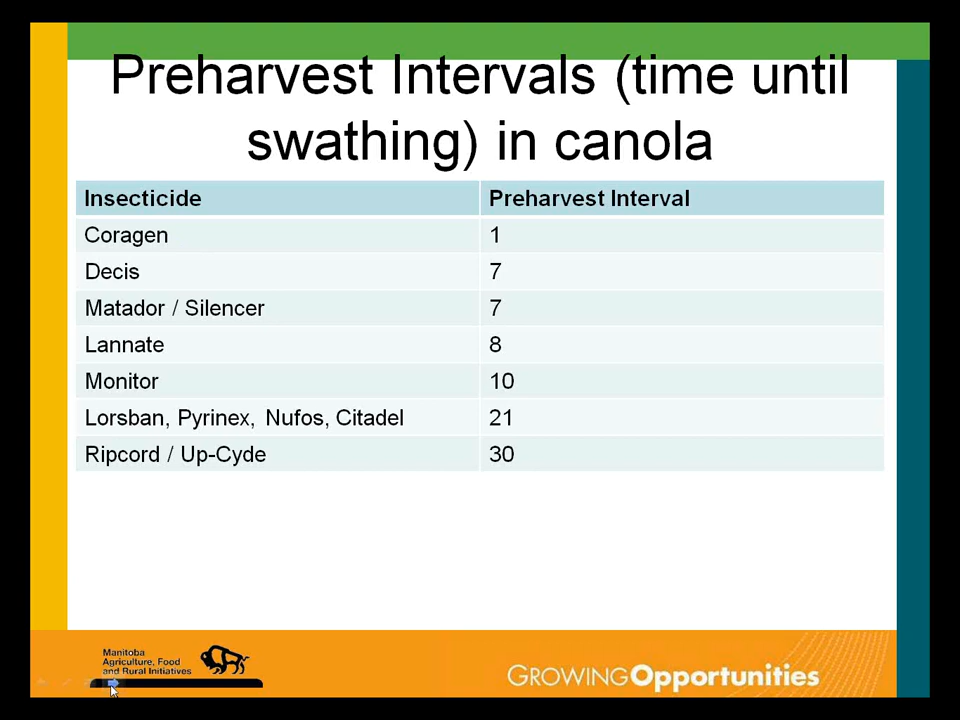 Preharvest Intervals (time until
swathing) in canola
Insecticide Preharvest Interval
Coragen 1
Decis 7
Matador / Silencer 7
Lannate 8
Monitor 10
Lorsban, Pyrinex, Nufos, Citadel 21
Ripcord / Up-Cyde 30
Manitoba
Agriculture, Food
and Rural Initiatives
GROWING Opportunities